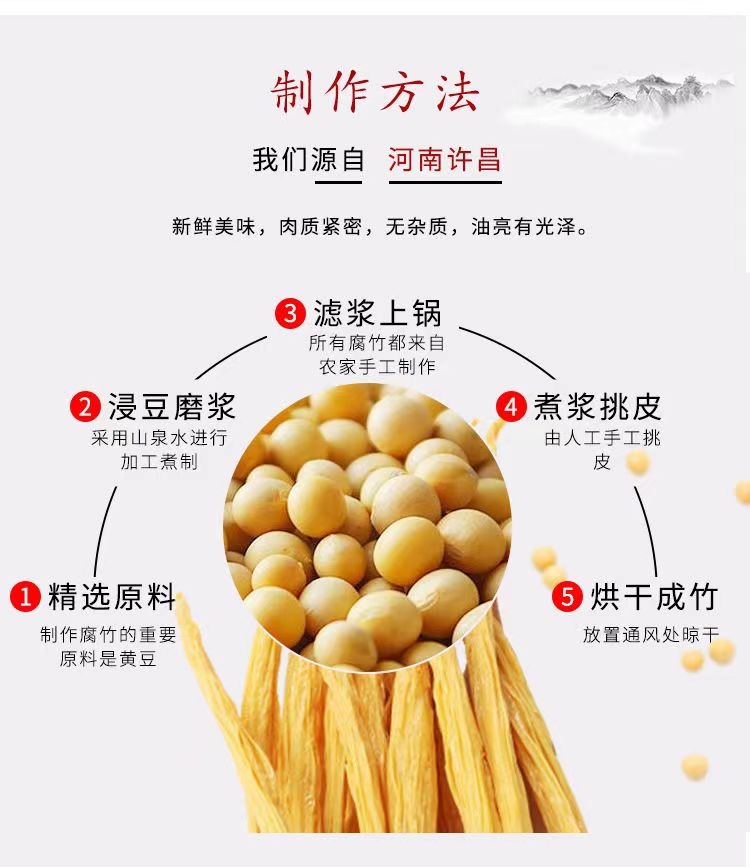 制作方法
我们源自 河南许昌
新鲜美味，肉质紧密，无杂质，油亮有光泽。
3 滤浆上锅
所有腐竹都来自
农家手工制作
2 浸豆磨浆
采用山泉水进行
加工煮制
4 煮浆挑皮
由人工手工挑
皮
1 精选原料
制作腐竹的重要
原料是黄豆
5 烘干成竹
放置通风处晾干